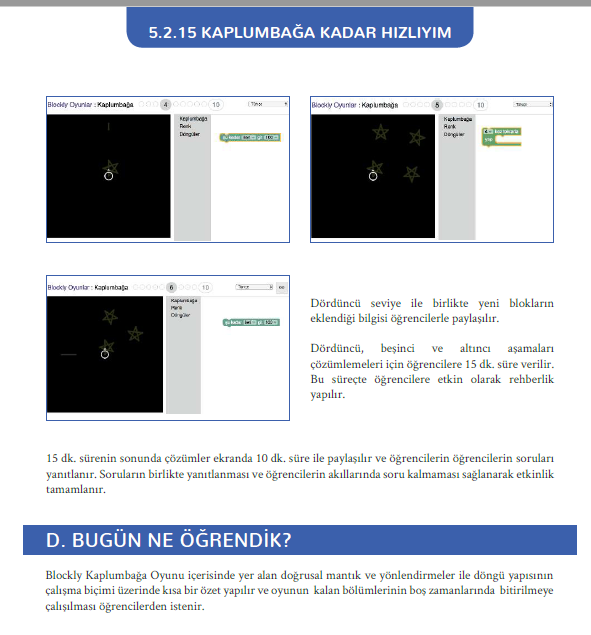 5.2.15 KAPLUMBAĞA KADAR HIZLIYIM
Blockly Oyunlar : Kaplumbağa 4 10 Türkçe
Kaplumbağa
Renk
Döngüler
Blockly Oyunlar : Kaplumbağa 5 10 Türkçe
Kaplumbağa
Renk
Döngüler
Blockly Oyunlar : Kaplumbağa 6 10 Türkçe
Kaplumbağa
Renk
Döngüler
Dördüncü seviye ile birlikte yeni blokların
eklendiği bilgisi öğrencilerle paylaşılır.
Dördüncü, beşinci ve altıncı aşamaları
çözümlemeleri için öğrencilere 15 dk. süre verilir.
Bu süreçte öğrencilere etkin olarak rehberlik
yapılır.
15 dk. sürenin sonunda çözümler ekranda 10 dk. süre ile paylaşılır ve öğrencilerin öğrencilerin soruları
yanıtlanır. Soruların birlikte yanıtlanması ve öğrencilerin akıllarında soru kalmaması sağlanarak etkinlik
tamamlanır.
D. BUGÜN NE ÖĞRENDİK?
Blockly Kaplumbağa Oyunu içerisinde yer alan doğrusal mantık ve yönlendirmeler ile döngü yapısının
çalışma biçimi üzerinde kısa bir özet yapılır ve oyunun kalan bölümlerinin boş zamanlarında bitirilmeye
çalışılması öğrencilerden istenir.